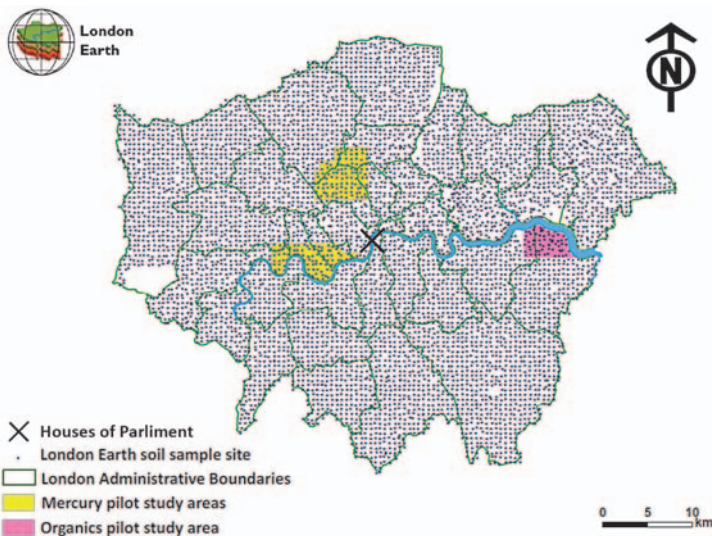 London
Earth
N
Houses of Parliment
London Earth soil sample site
London Administrative Boundaries
Mercury pilot study areas
Organics pilot study area
0 5 10
km